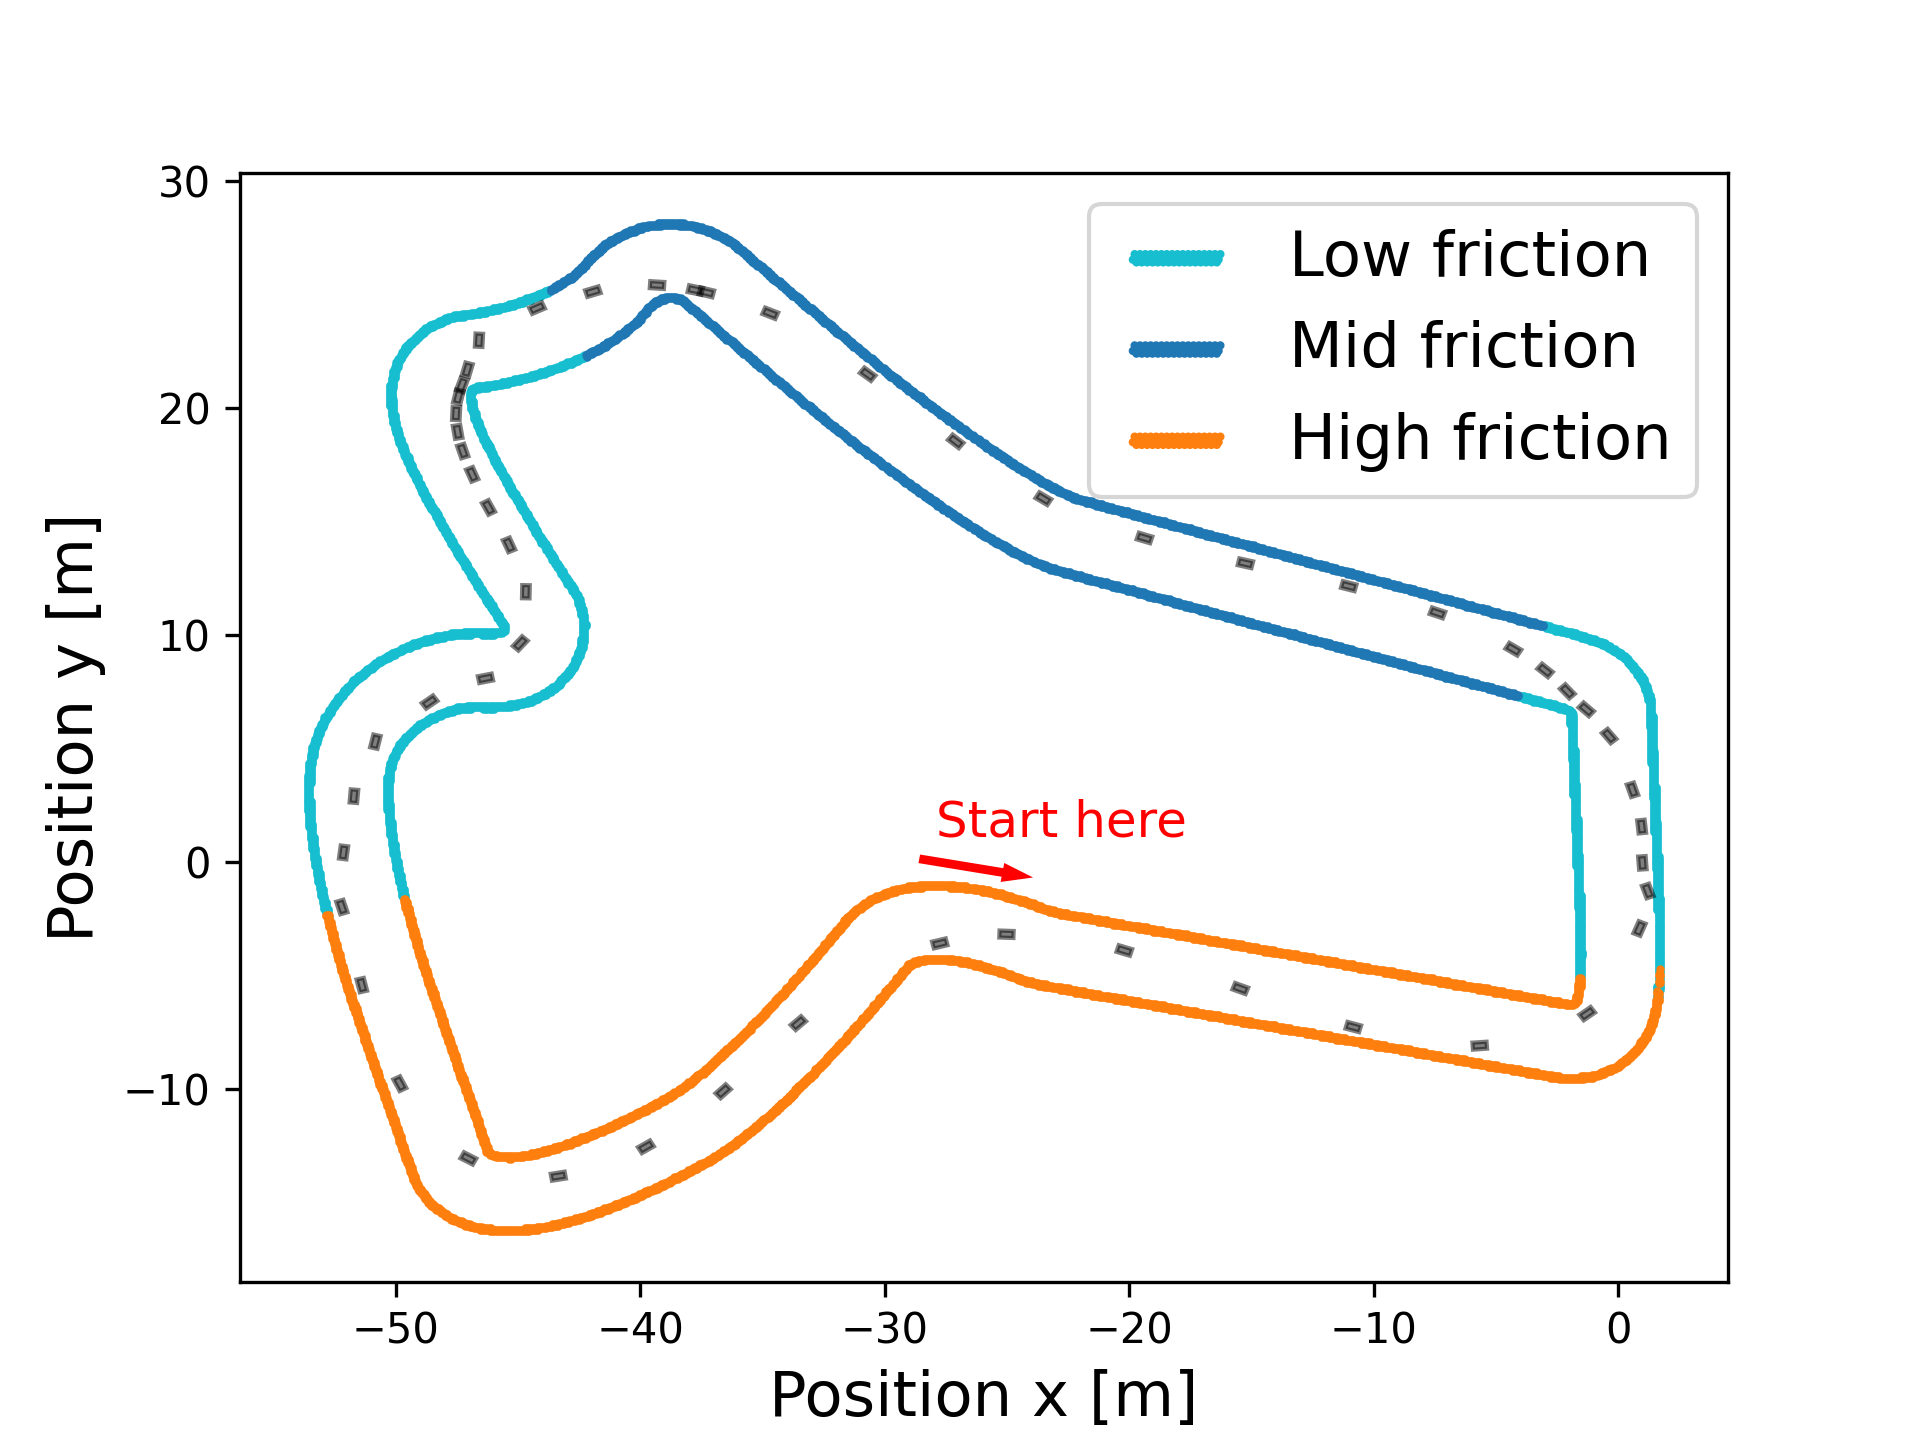 30
20
10
0
−10
−50
−40
−30
−20
−10
0
Position x [m]
Position y [m]
Low friction
Mid friction
High friction
Start here